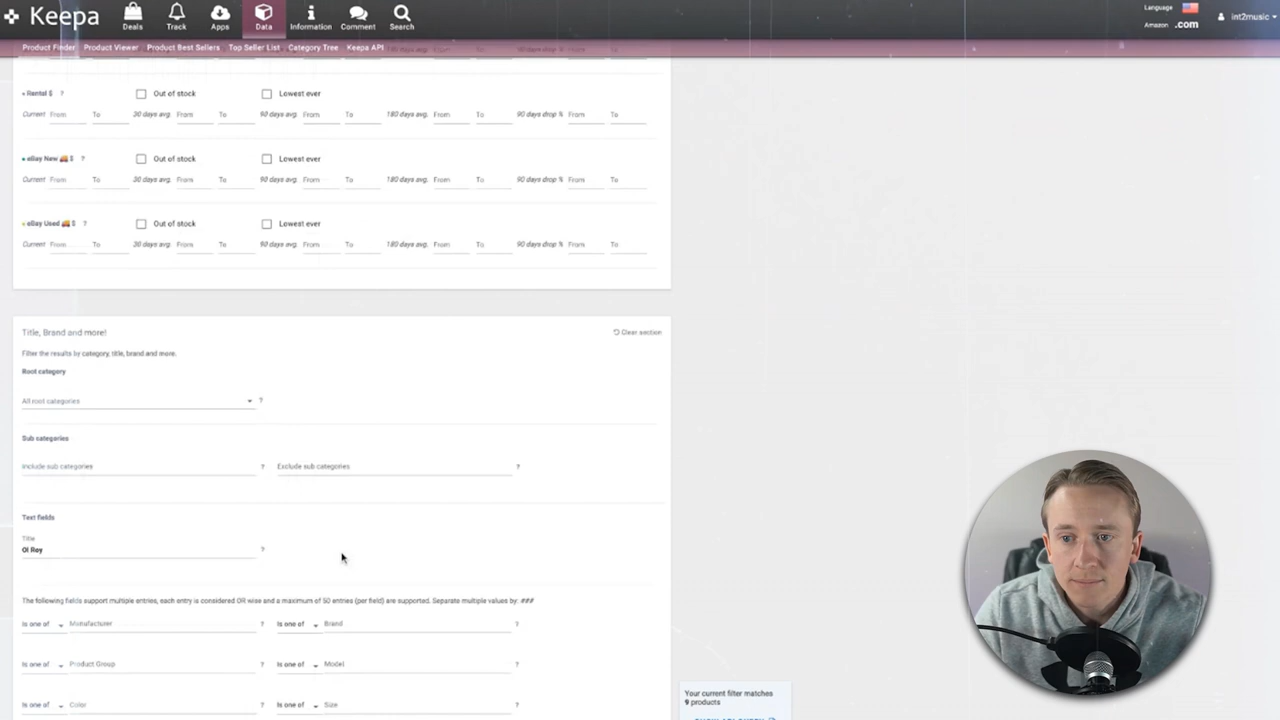 Keepa
Deals
Track
Apps
Data
Information
Comment
Search
Language
Amazon .com
int2music
Product Finder Product Viewer Product Best Sellers Top Seller List Category Tree Keepa API
Rental $ ? Out of stock Lowest ever
Current From To 30 days avg. From To 90 days avg. From To 180 days avg. From To 90 days drop % From To
eBay New 🚚 $ ? Out of stock Lowest ever
Current From To 30 days avg. From To 90 days avg. From To 180 days avg. From To 90 days drop % From To
eBay Used 🚚 $ ? Out of stock Lowest ever
Current From To 30 days avg. From To 90 days avg. From To 180 days avg. From To 90 days drop % From To
Title, Brand and more! Clear section
Filter the results by category, title, brand and more.
Root category
All root categories ?
Sub categories
Include sub categories ? Exclude sub categories ?
Text fields
Title
Ol Roy ?
The following fields support multiple entries, each entry is considered OR wise and a maximum of 50 entries (per field) are supported. Separate multiple values by: ###
Is one of Manufacturer ? Is one of Brand ?
Is one of Product Group ? Is one of Model ?
Is one of Color ? Is one of Size ?
Your current filter matches
9 products